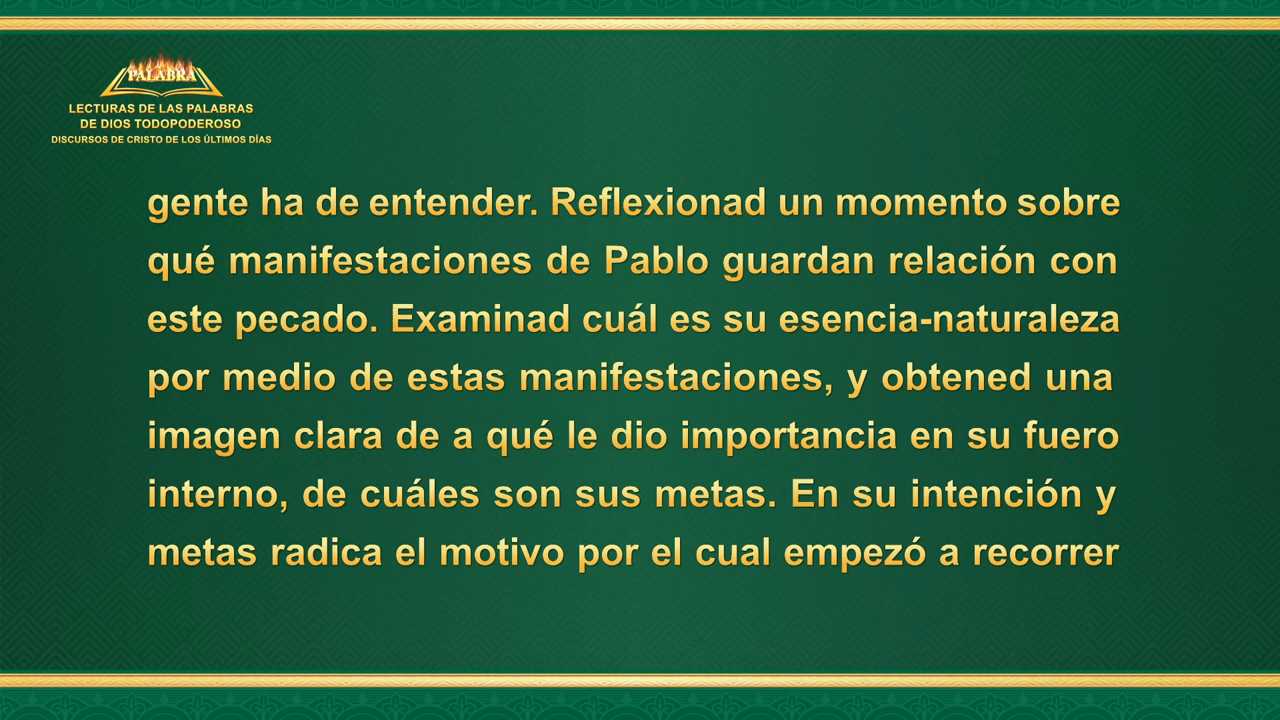 PALABRA
LECTURAS DE LAS PALABRAS
DE DIOS TODOPODEROSO
DISCURSOS DE CRISTO DE LOS ÚLTIMOS DÍAS
gente ha de entender. Reflexionad un momento sobre
qué manifestaciones de Pablo guardan relación con
este pecado. Examinad cuál es su esencia-naturaleza
por medio de estas manifestaciones, y obtened una
imagen clara de a qué le dio importancia en su fuero
interno, de cuáles son sus metas. En su intención y
metas radica el motivo por el cual empezó a recorrer